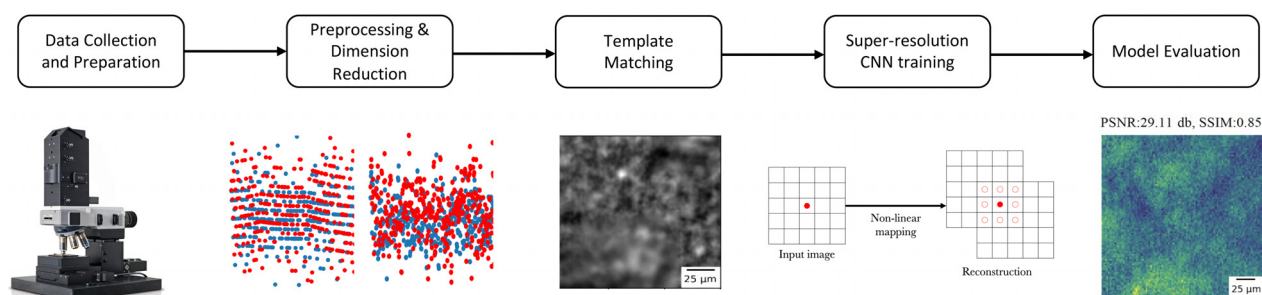 Data Collection
and Preparation
Preprocessing &
Dimension
Reduction
Template
Matching
Super-resolution
CNN training
Model Evaluation
PSNR:29.11 db, SSIM:0.85
25 µm
Input image
Non-linear
mapping
Reconstruction
25 µm